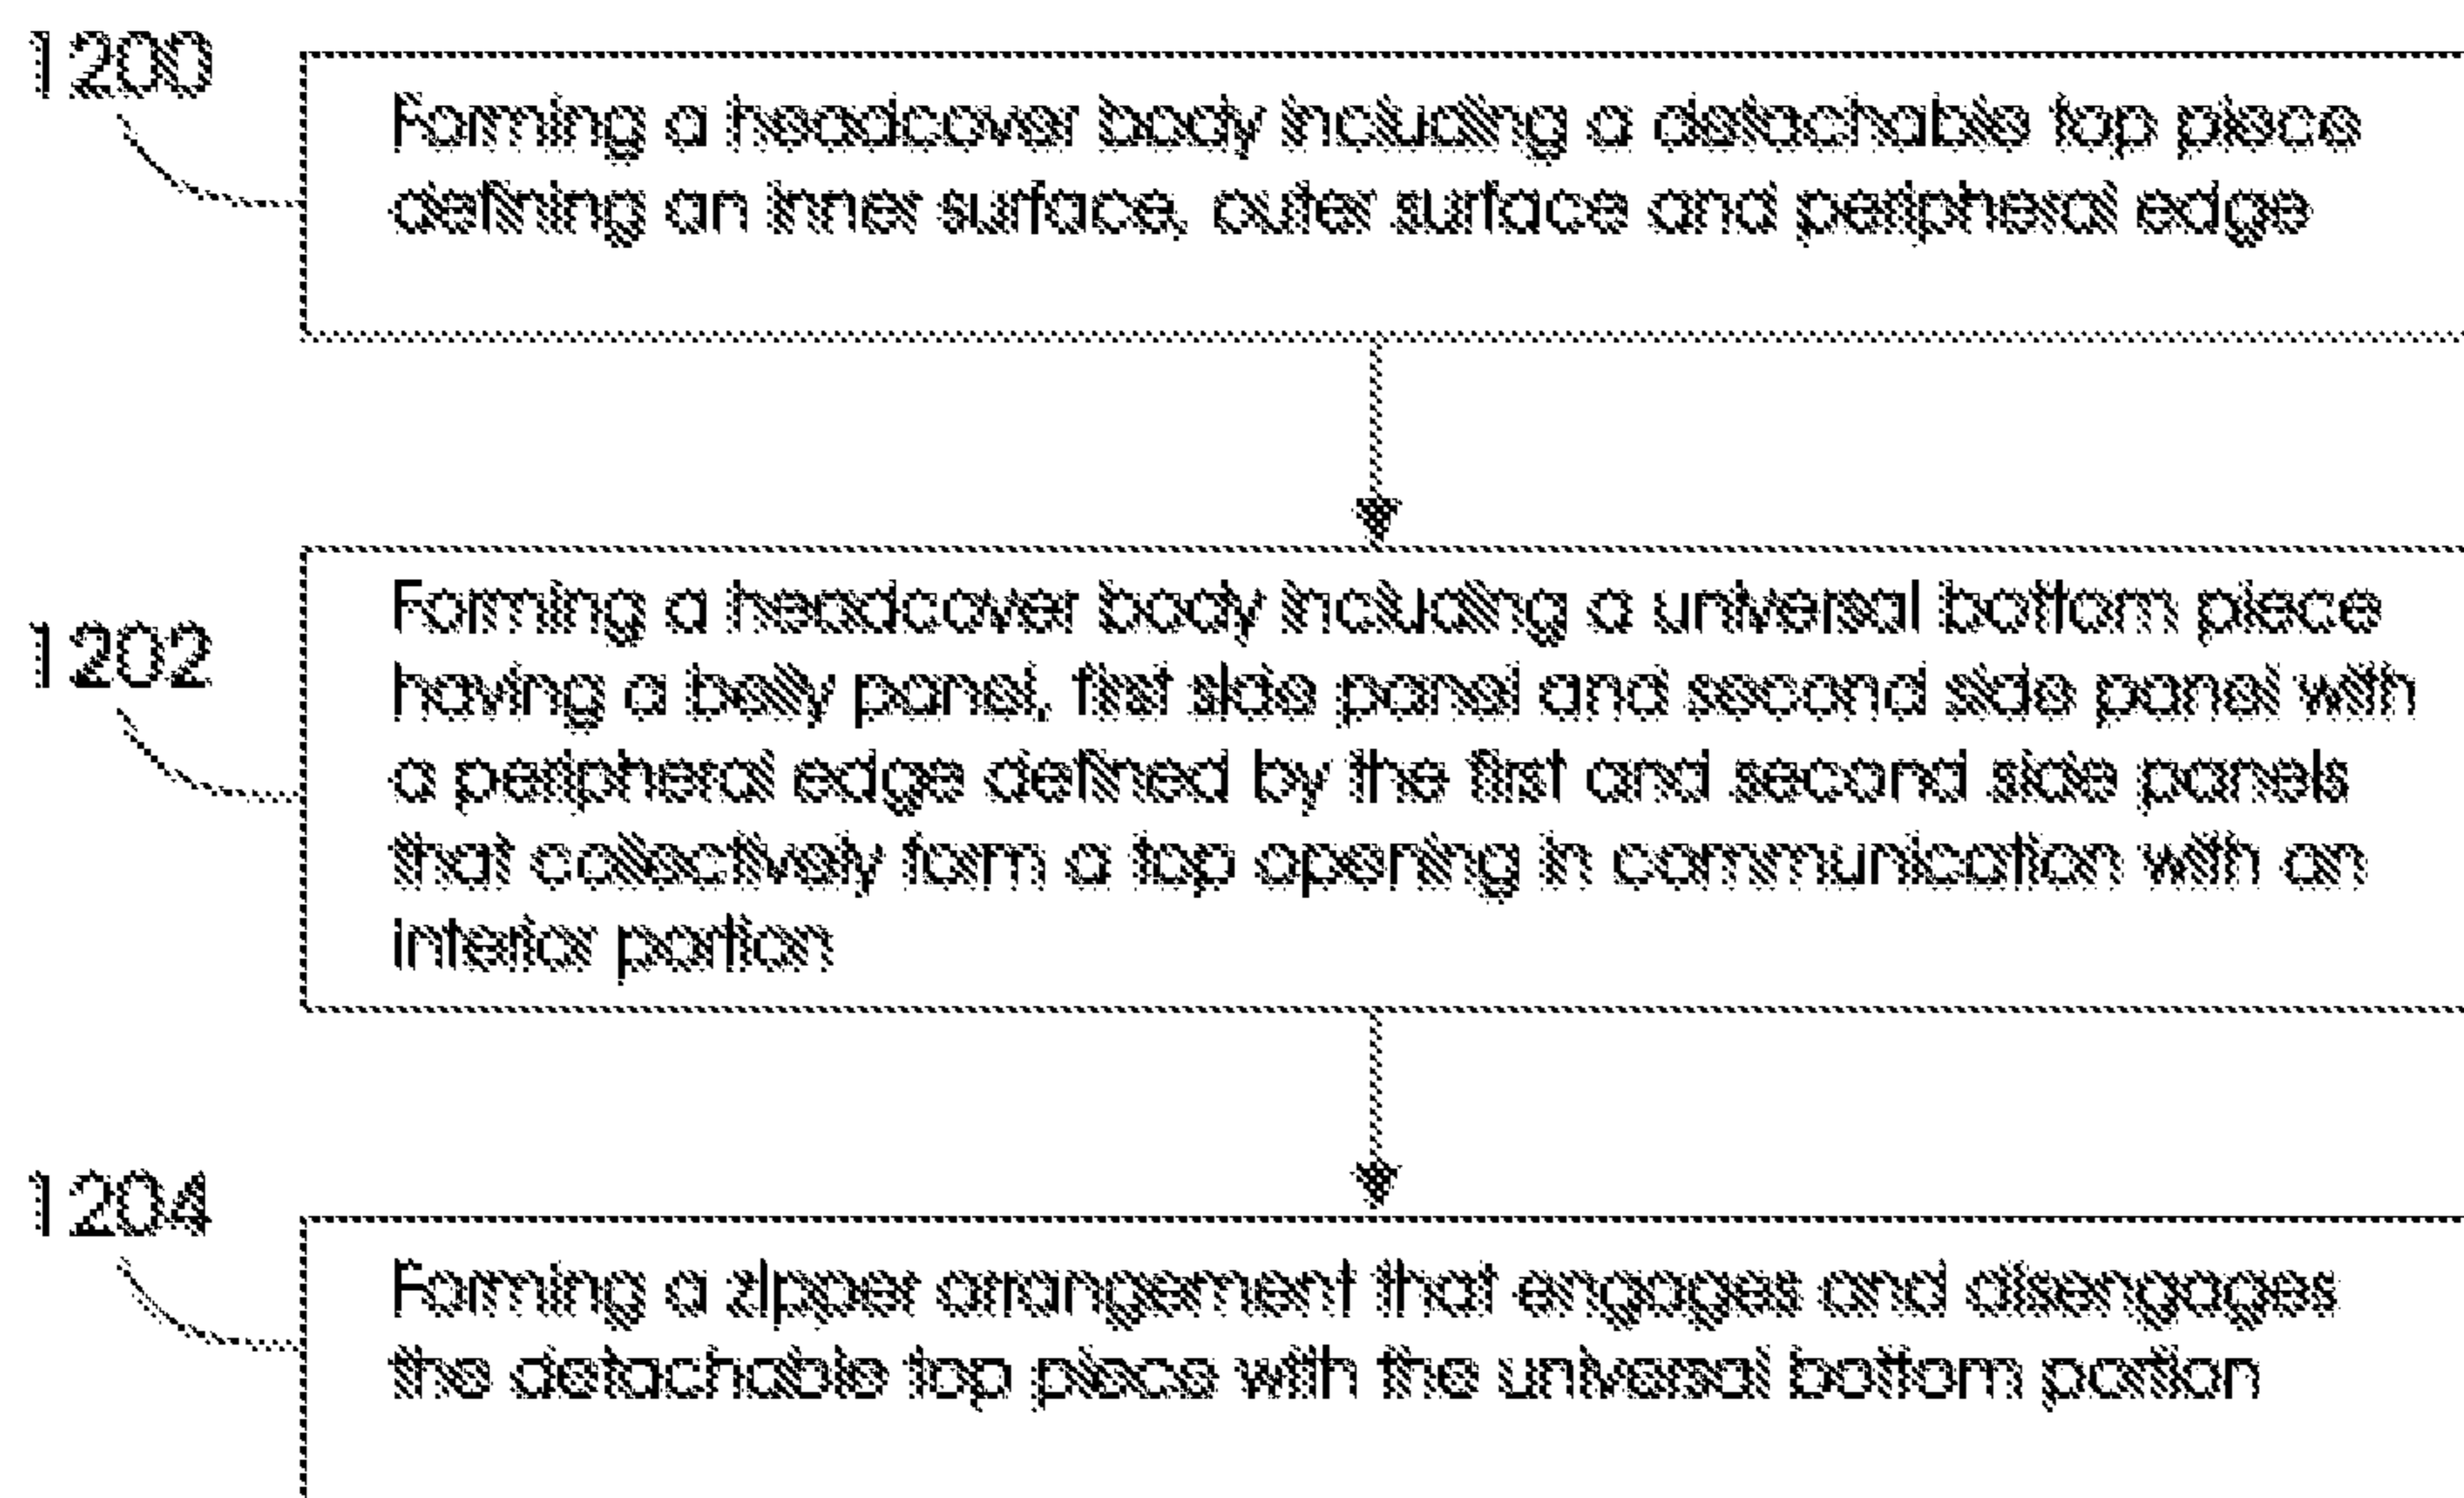 1200
Forming a headcover body including a detachable top piece
defining an inner surface, outer surface and peripheral edge
1202
Forming a headcover body including a universal bottom piece
having a belly panel, first side panel and second side panel with
a peripheral edge defined by the first and second side panels
that collectively form a top opening in communication with an
interior portion
1204
Forming a zipper arrangement that engages and disengages
the detachable top piece with the universal bottom portion